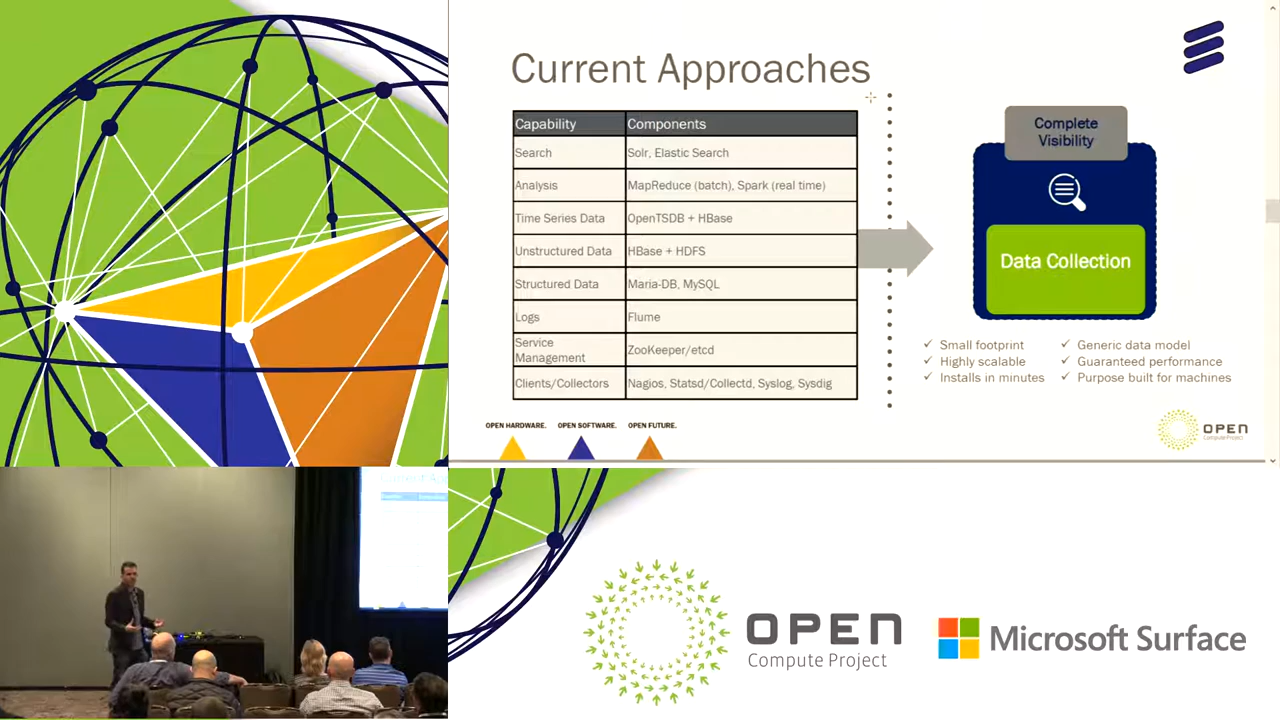 Current Approaches
Capability Components
Search Solr, Elastic Search
Analysis MapReduce (batch), Spark (real time)
Time Series Data OpenTSDB + HBase
Unstructured Data HBase + HDFS
Structured Data Maria-DB, MySQL
Logs Flume
Service
Management ZooKeeper/etcd
Clients/Collectors Nagios, Statsd/Collectd, Syslog, Sysdig
Complete
Visibility
Data Collection
✓ Small footprint
✓ Highly scalable
✓ Installs in minutes
✓ Generic data model
✓ Guaranteed performance
✓ Purpose built for machines
OPEN HARDWARE. OPEN SOFTWARE. OPEN FUTURE.
OPEN
Compute Project
OPEN
Compute Project
Microsoft Surface